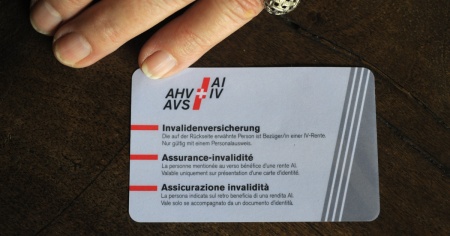 AHV AI
AVS IV
Invalidenversicherung
Die auf der Rückseite erwähnte Person ist Bezüger/in einer IV-Rente.
Nur gültig mit einem Personalausweis.
Assurance-invalidité
La personne mentionnée au verso bénéficie d'une rente AI.
Valable uniquement sur présentation d'une carte d'identité.
Assicurazione invalidità
La persona indicata sul retro beneficia di una rendita AI.
Vale solo se accompagnato da un documento d'identità.